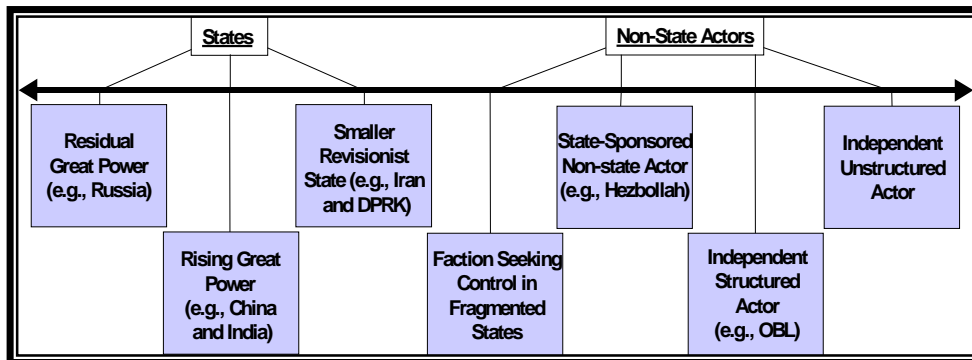 States
Non-State Actors
Residual
Great Power
(e.g., Russia)
Rising Great
Power
(e.g., China
and India)
Smaller
Revisionist
State (e.g., Iran
and DPRK)
Faction Seeking
Control in
Fragmented
States
State-Sponsored
Non-state Actor
(e.g., Hezbollah)
Independent
Structured
Actor
(e.g., OBL)
Independent
Unstructured
Actor